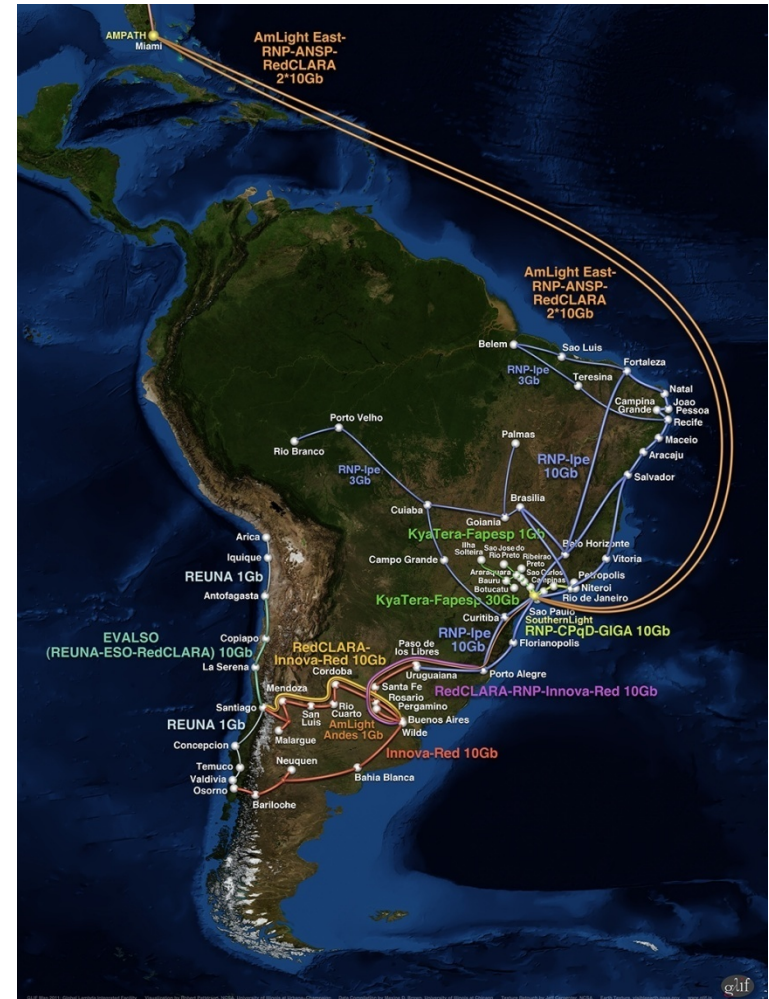 AMPATH
Miami
AmLight East-
RNP-ANSP-
RedCLARA
2*10Gb
AmLight East-
RNP-ANSP-
RedCLARA
2*10Gb
Belem
Sao Luis
Fortaleza
RNP-Ipe
3Gb
Teresina
Natal
Campina
Grande
Joao
Pessoa
Recife
Porto Velho
Palmas
Maceio
Rio Branco
Aracaju
RNP-Ipe
3Gb
RNP-Ipe
10Gb
Salvador
Brasilia
Cuiaba
Goiania
KyaTera-Fapesp 1Gb
Arica
Ilha
Solteira
Sao Jose do
Rio Preto
Ribeirao
Preto
Belo Horizonte
Iquique
Campo Grande
Vitoria
REUNA 1Gb
Araraquara
Sao Carlos
Bauru
Campinas
Petropolis
Botucatu
Niteroi
Antofagasta
KyaTera-Fapesp 30Gb
Rio de Janeiro
Sao Paulo
Curitiba
SouthernLight
RNP-CPqD-GIGA 10Gb
EVALSO
(REUNA-ESO-RedCLARA) 10Gb
Copiapo
RedCLARA-
Innova-Red 10Gb
Paso de
los Libres
RNP-Ipe
10Gb
Florianopolis
La Serena
Cordoba
Uruguaiana
Porto Alegre
Mendoza
Santa Fe
RedCLARA-RNP-Innova-Red 10Gb
Santiago
San
Luis
Rio
Cuarto
Rosario
Pergamino
REUNA 1Gb
AmLight
Andes 1Gb
Buenos Aires
Wilde
Malargue
Concepcion
Innova-Red 10Gb
Temuco
Neuquen
Valdivia
Bahia Blanca
Osorno
Bariloche
glif